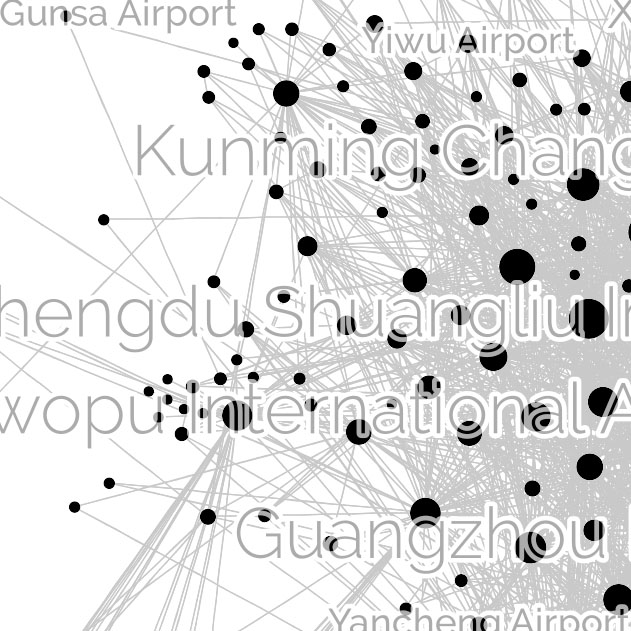 Gunsa Airport
X
Yiwu Airport
Kunming Chang
hengdu Shuangliu In
wopu International A
Guangzhou
Yancheng Airport